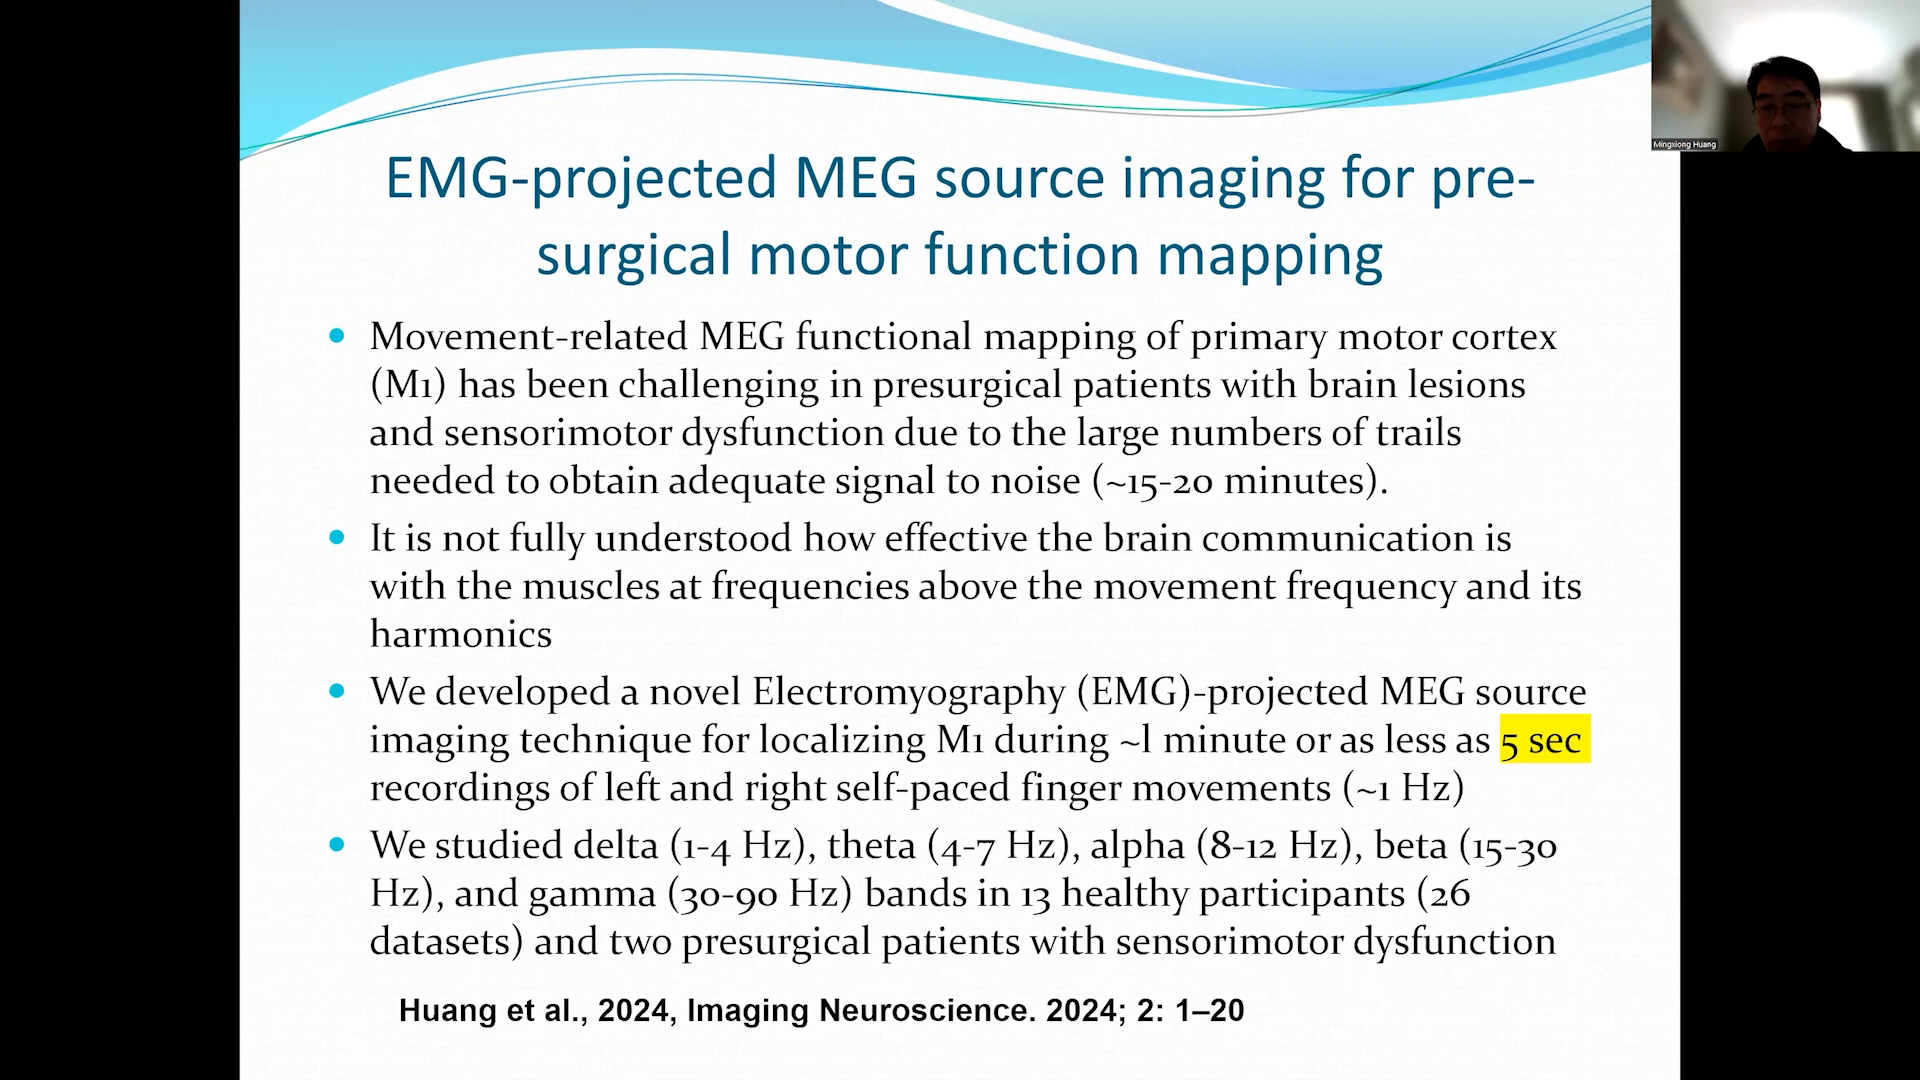 Mingxiong Huang
EMG-projected MEG source imaging for pre-
surgical motor function mapping
• Movement-related MEG functional mapping of primary motor cortex
(M1) has been challenging in presurgical patients with brain lesions
and sensorimotor dysfunction due to the large numbers of trails
needed to obtain adequate signal to noise (~15-20 minutes).
• It is not fully understood how effective the brain communication is
with the muscles at frequencies above the movement frequency and its
harmonics
• We developed a novel Electromyography (EMG)-projected MEG source
imaging technique for localizing M1 during ~1 minute or as less as 5 sec
recordings of left and right self-paced finger movements (~1 Hz)
• We studied delta (1-4 Hz), theta (4-7 Hz), alpha (8-12 Hz), beta (15-30
Hz), and gamma (30-90 Hz) bands in 13 healthy participants (26
datasets) and two presurgical patients with sensorimotor dysfunction
Huang et al., 2024, Imaging Neuroscience. 2024; 2: 1–20